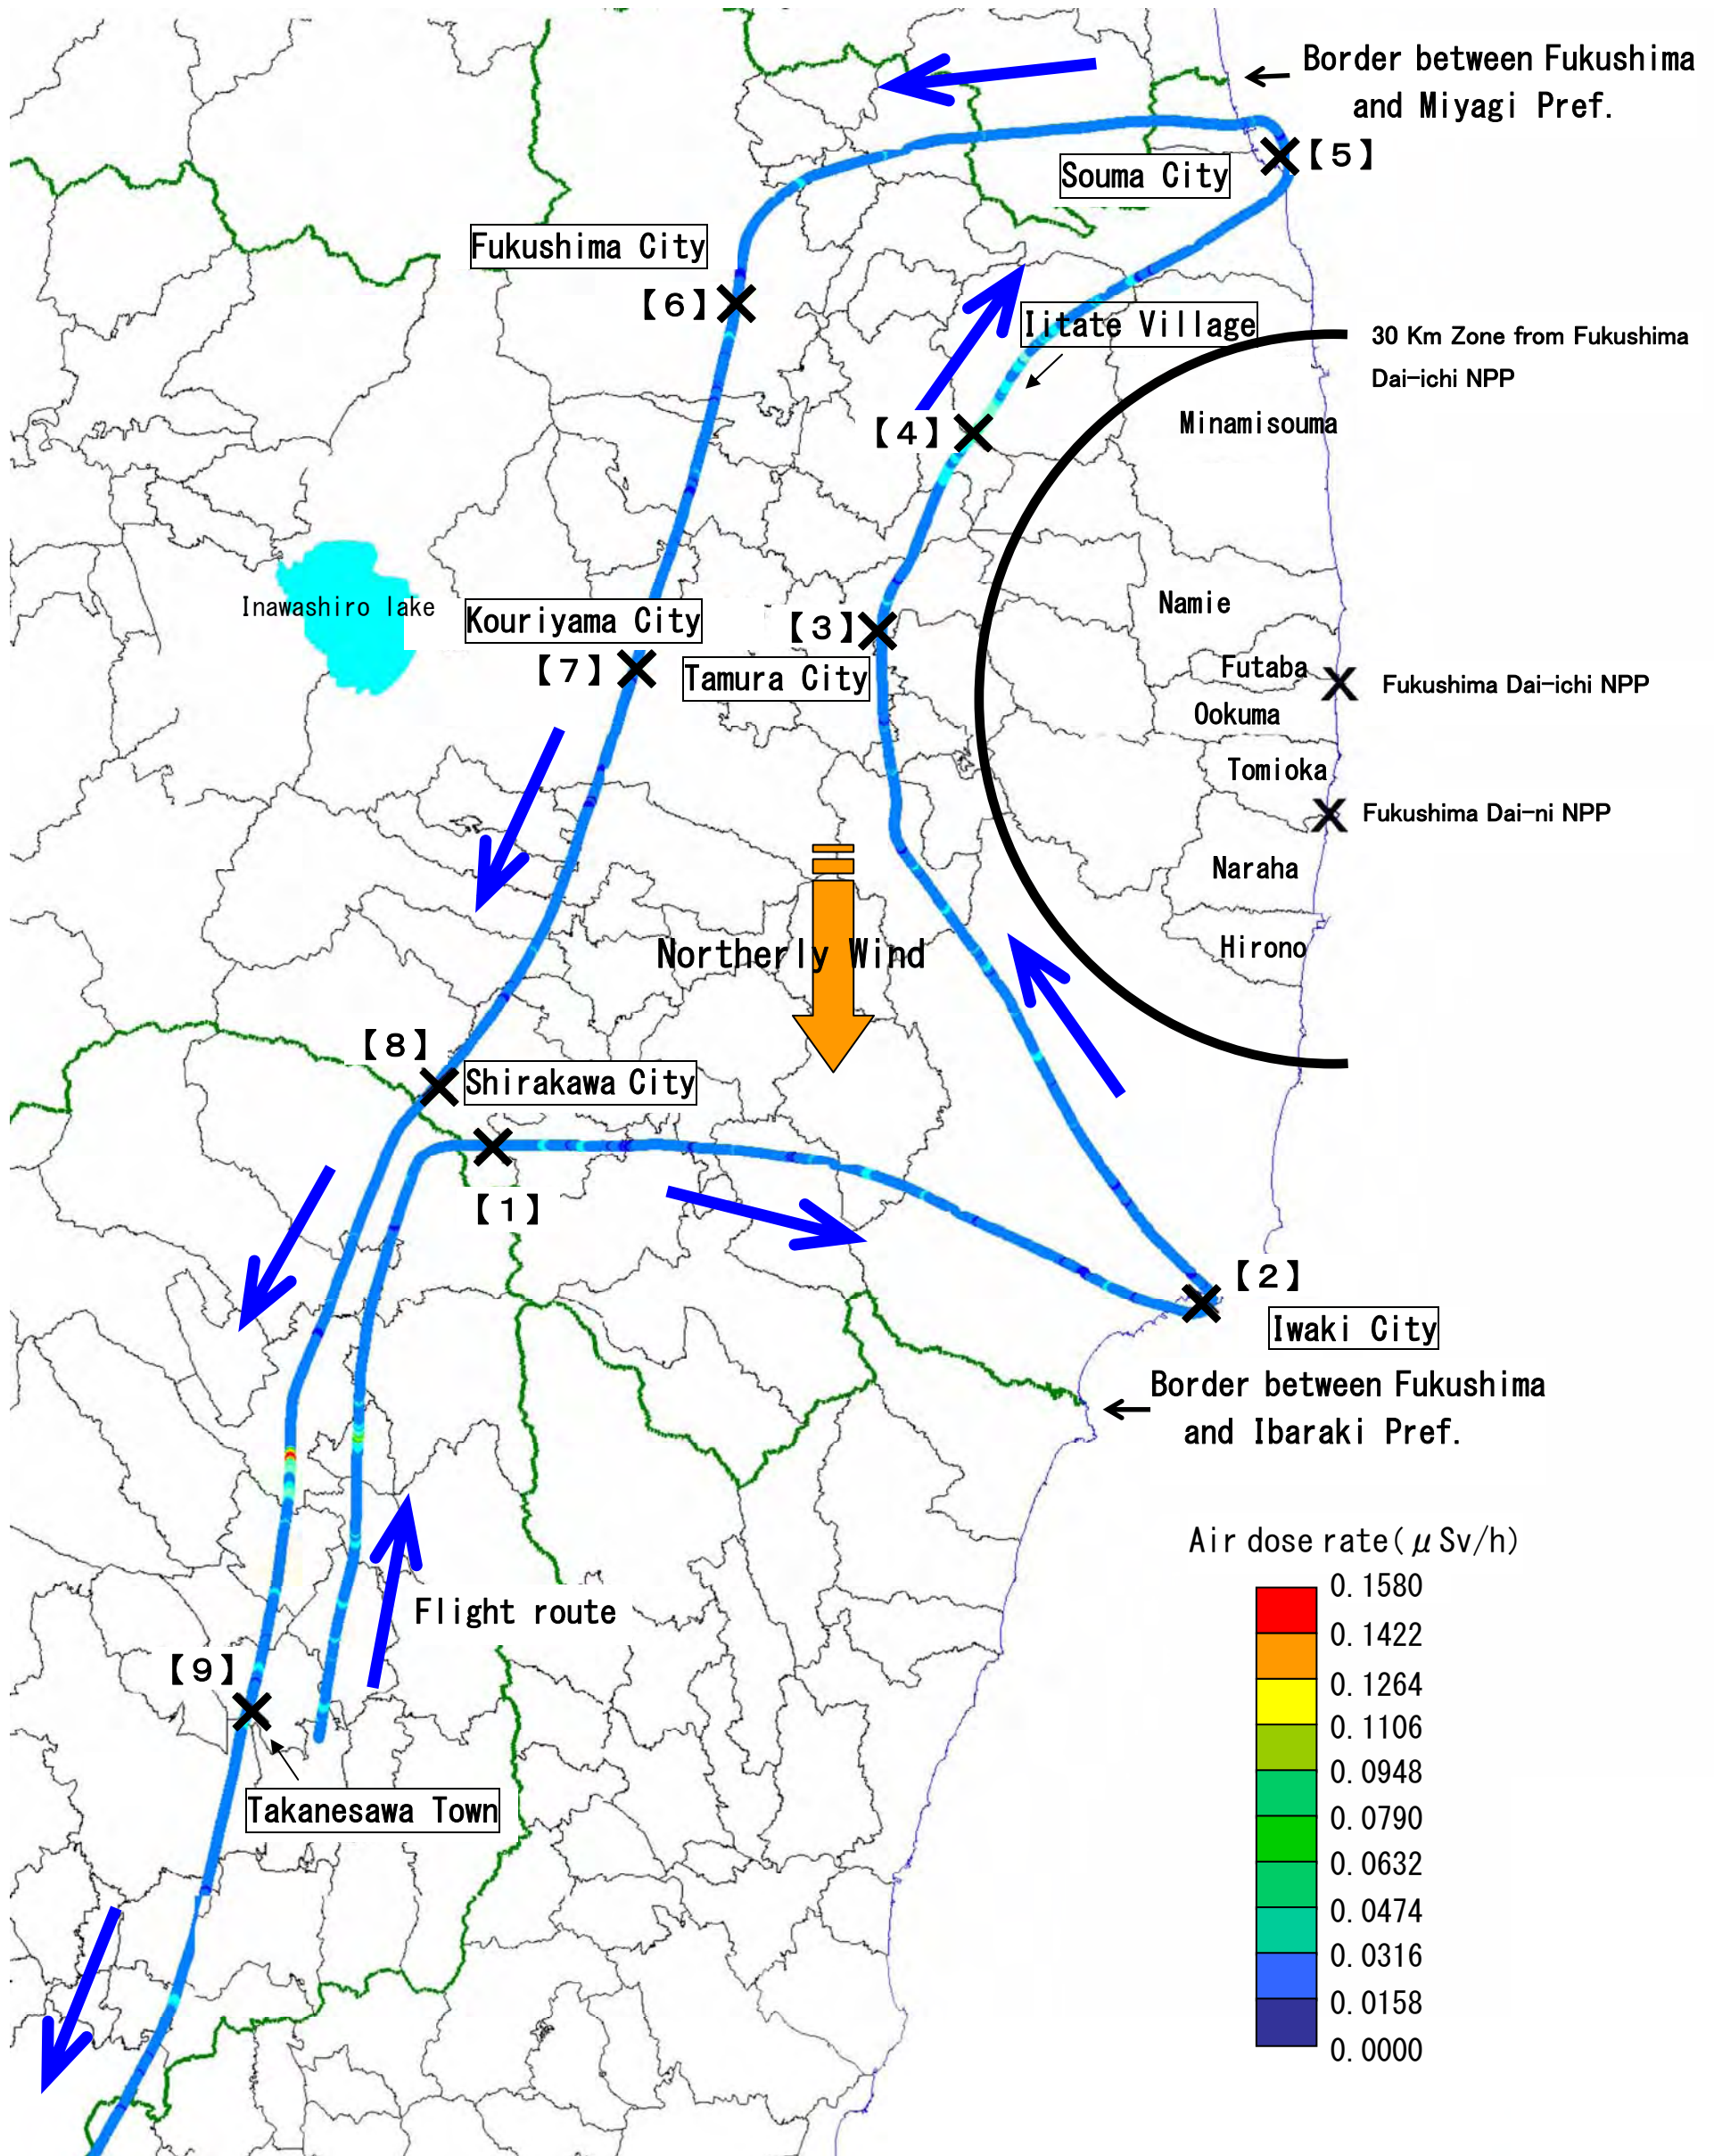 Border between Fukushima
and Miyagi Pref.
【5】
Souma City
Fukushima City
【6】
Iitate Village
30 Km Zone from Fukushima
Dai-ichi NPP
【4】
Minamisouma
Inawashiro lake
Kouriyama City
【3】
Namie
【7】
Tamura City
Futaba
Fukushima Dai-ichi NPP
Ookuma
Tomioka
Fukushima Dai-ni NPP
Naraha
Northerly Wind
Hirono
【8】
Shirakawa City
【1】
【2】
Iwaki City
Border between Fukushima
and Ibaraki Pref.
Air dose rate(μSv/h)
0.1580
Flight route
0.1422
【9】
0.1264
0.1106
0.0948
Takanesawa Town
0.0790
0.0632
0.0474
0.0316
0.0158
0.0000